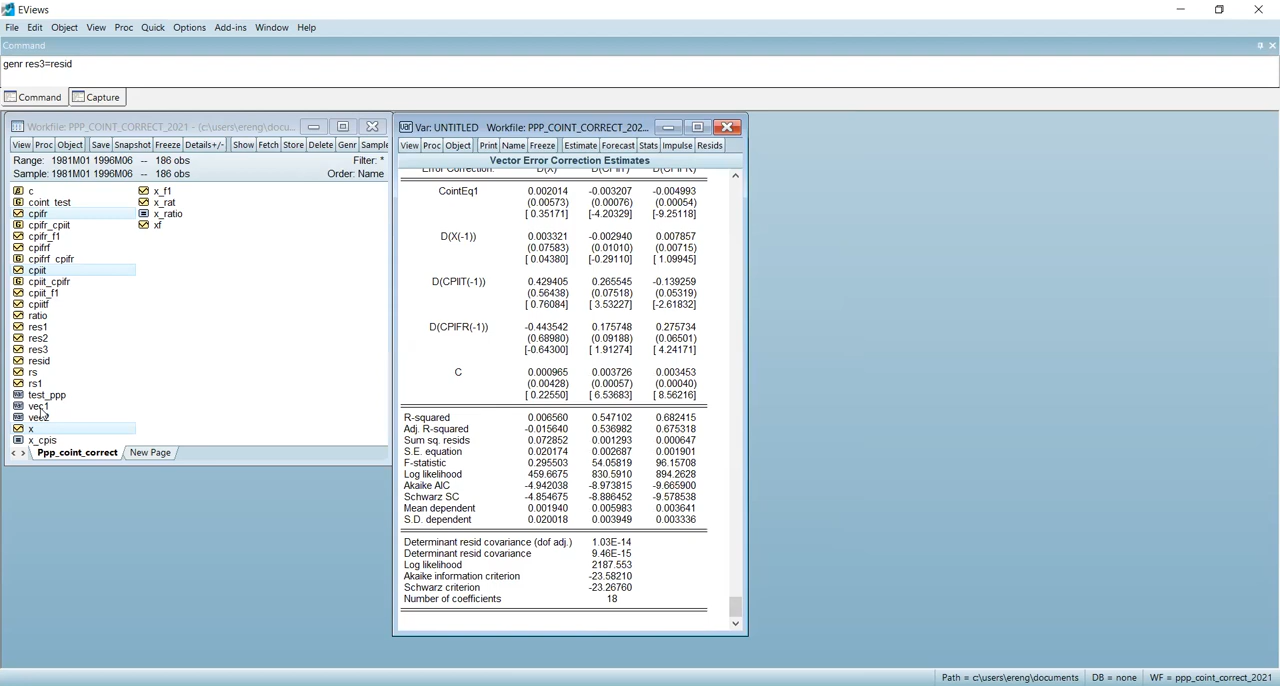 EViews
File Edit Object View Proc Quick Options Add-ins Window Help
Command
genr res3=resid
Command Capture
Workfile: PPP_COINT_CORRECT_2021 - (c:\users\ereng\docu...
View Proc Object Save Snapshot Freeze Details+/- Show Fetch Store Delete Genr Sample
Range: 1981M01 1996M06 -- 186 obs Filter: *
Sample: 1981M01 1996M06 -- 186 obs Order: Name
c
coint_test
cpifr
cpifr_cpiit
cpifr_f1
cpifrf
cpifrf_cpifr
cpiit
cpiit_cpifr
cpiit_f1
cpiitf
ratio
res1
res2
res3
resid
rs
rs1
test_ppp
vec1
vec2
x
x_cpis
x_f1
x_rat
x_ratio
xf
Ppp_coint_correct New Page
Var: UNTITLED Workfile: PPP_COINT_CORRECT_202...
View Proc Object Print Name Freeze Estimate Forecast Stats Impulse Resids
Vector Error Correction Estimates
Error Correction: D(X) D(CPIIT) D(CPIFR)
CointEq1 0.002014 -0.003207 -0.004993
(0.00573) (0.00076) (0.00054)
[ 0.35171] [-4.20329] [-9.25118]
D(X(-1)) 0.003321 -0.002940 0.007857
(0.07583) (0.01010) (0.00715)
[ 0.04380] [-0.29110] [ 1.09945]
D(CPIIT(-1)) 0.429405 0.265545 -0.139259
(0.56438) (0.07518) (0.05319)
[ 0.76084] [ 3.53227] [-2.61832]
D(CPIFR(-1)) -0.443542 0.175748 0.275734
(0.68980) (0.09188) (0.06501)
[-0.64300] [ 1.91274] [ 4.24171]
C 0.000965 0.003726 0.003453
(0.00428) (0.00057) (0.00040)
[ 0.22550] [ 6.53683] [ 8.56216]
R-squared 0.006560 0.547102 0.682415
Adj. R-squared -0.015640 0.536982 0.675318
Sum sq. resids 0.072852 0.001293 0.000647
S.E. equation 0.020174 0.002687 0.001901
F-statistic 0.295503 54.05819 96.15708
Log likelihood 459.6675 830.5910 894.2628
Akaike AIC -4.942038 -8.973815 -9.665900
Schwarz SC -4.854675 -8.886452 -9.578538
Mean dependent 0.001940 0.005983 0.003641
S.D. dependent 0.020018 0.003949 0.003336
Determinant resid covariance (dof adj.) 1.03E-14
Determinant resid covariance 9.46E-15
Log likelihood 2187.553
Akaike information criterion -23.58210
Schwarz criterion -23.26760
Number of coefficients 18
Path = c:\users\ereng\documents DB = none WF = ppp_coint_correct_2021